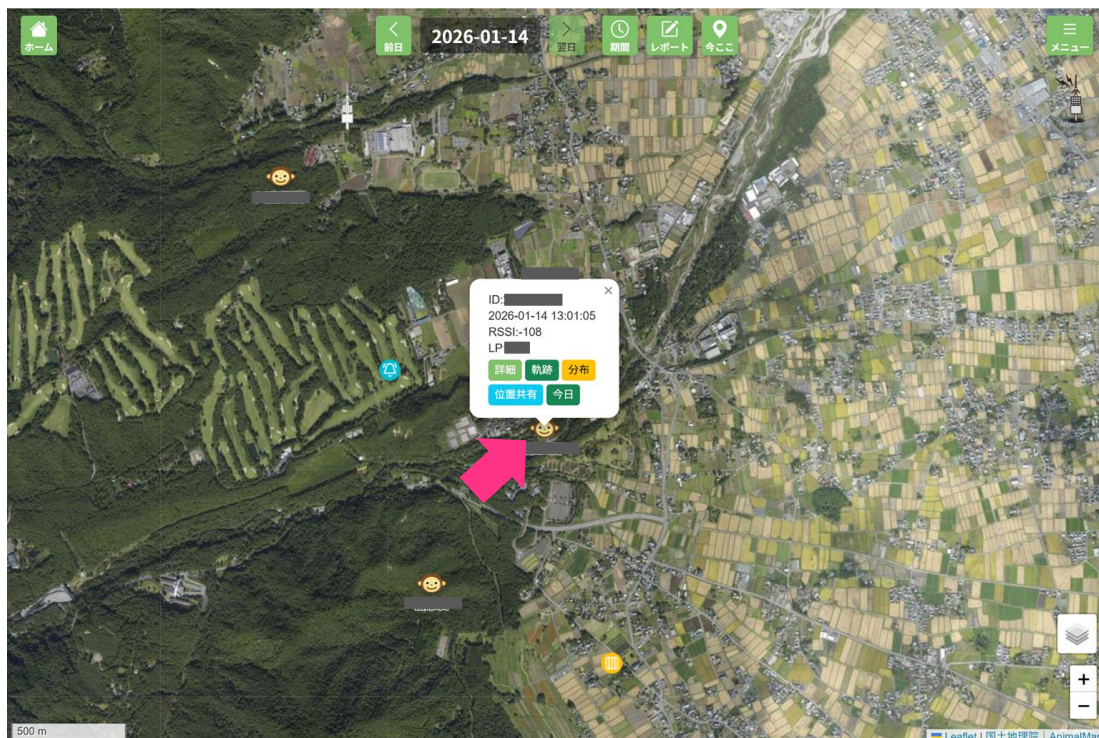 ホーム
前日
2026-01-14
翌日
期間
レポート
今ここ
メニュー
ID:
2026-01-14 13:01:05
RSSI:-108
LP
詳細 軌跡 分布
位置共有 今日
+
−
500 m
Leaflet | 国土地理院 | AnimalMap